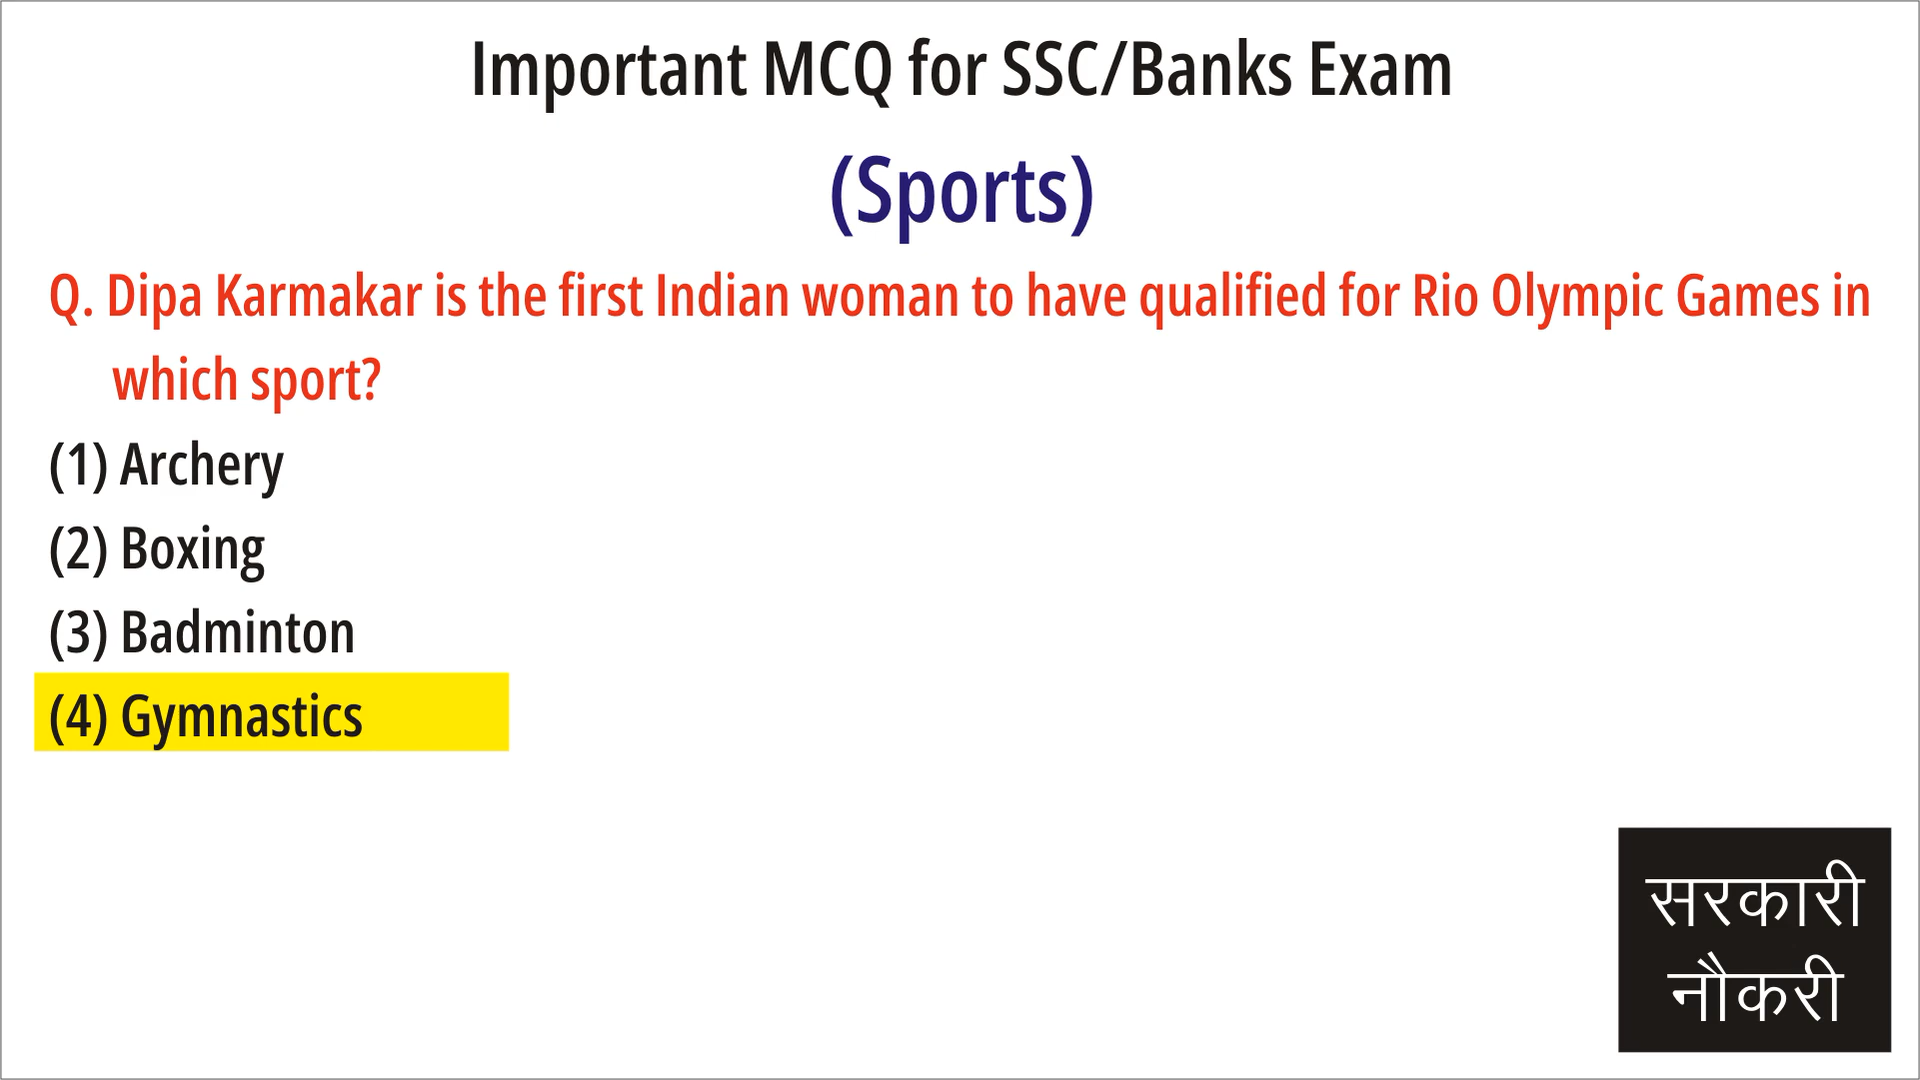 Important MCQ for SSC/Banks Exam
(Sports)
Q. Dipa Karmakar is the first Indian woman to have qualified for Rio Olympic Games in
which sport?
(1) Archery
(2) Boxing
(3) Badminton
(4) Gymnastics
सरकारी
नौकरी